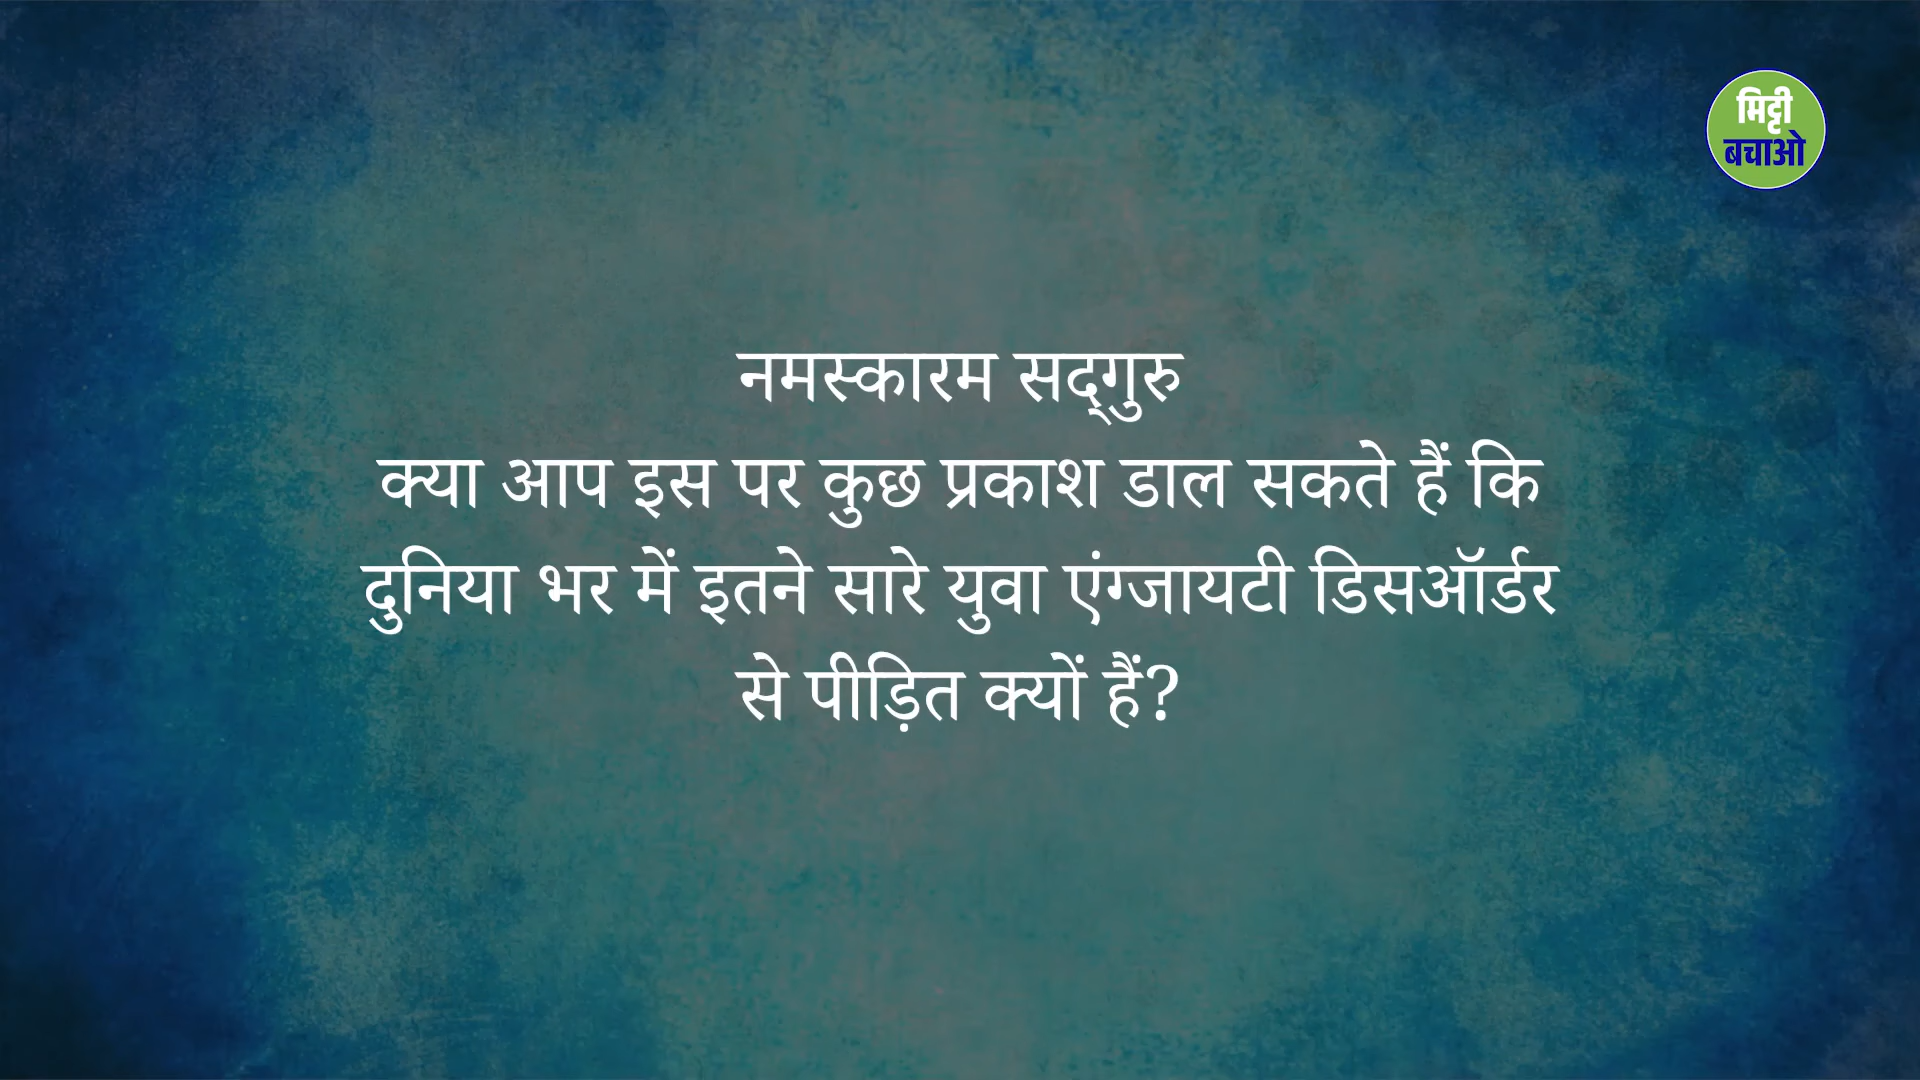 मिट्टी
बचाओ
नमस्कारम सद्‌गुरु
क्या आप इस पर कुछ प्रकाश डाल सकते हैं कि
दुनिया भर में इतने सारे युवा एंग्जायटी डिसऑर्डर
से पीड़ित क्यों हैं?